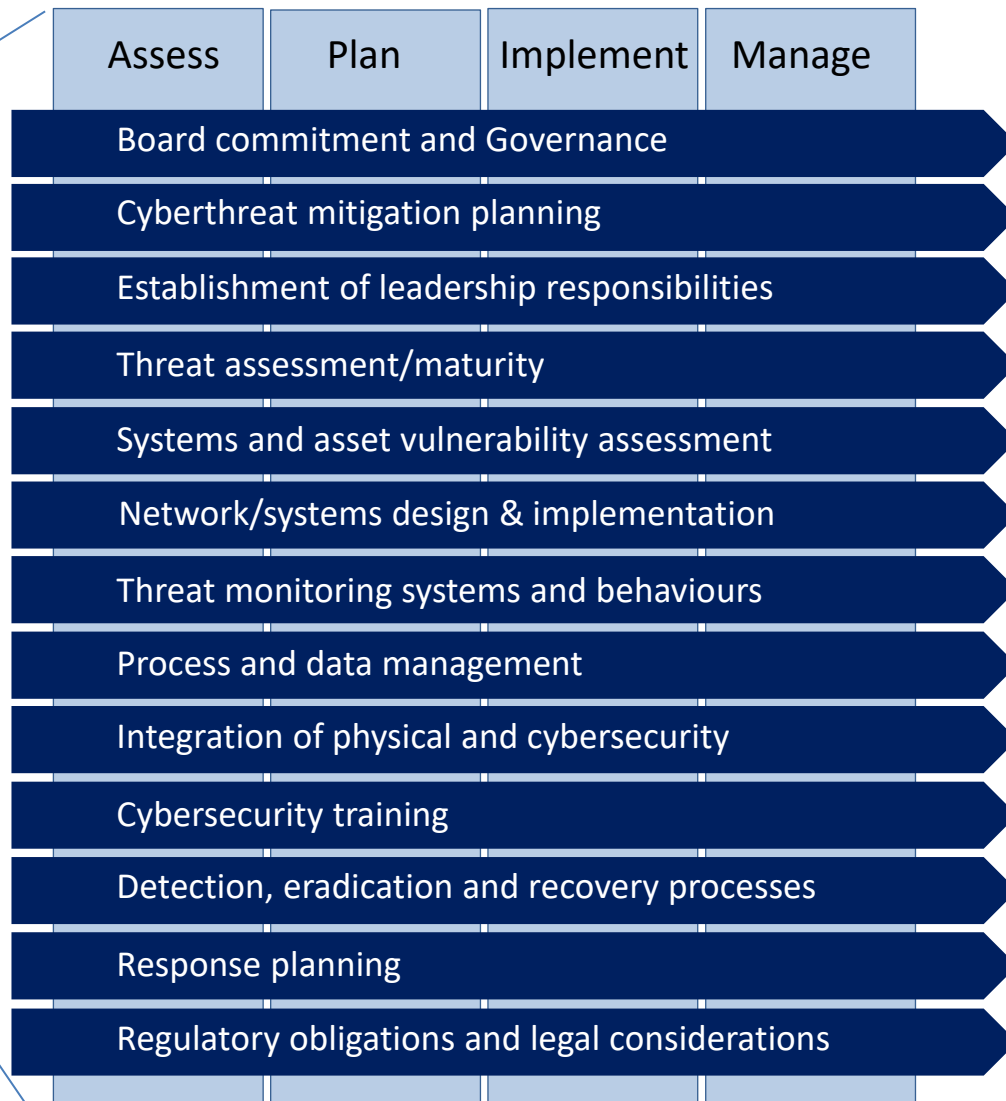 Assess Plan Implement Manage
Board commitment and Governance
Cyberthreat mitigation planning
Establishment of leadership responsibilities
Threat assessment/maturity
Systems and asset vulnerability assessment
Network/systems design & implementation
Threat monitoring systems and behaviours
Process and data management
Integration of physical and cybersecurity
Cybersecurity training
Detection, eradication and recovery processes
Response planning
Regulatory obligations and legal considerations